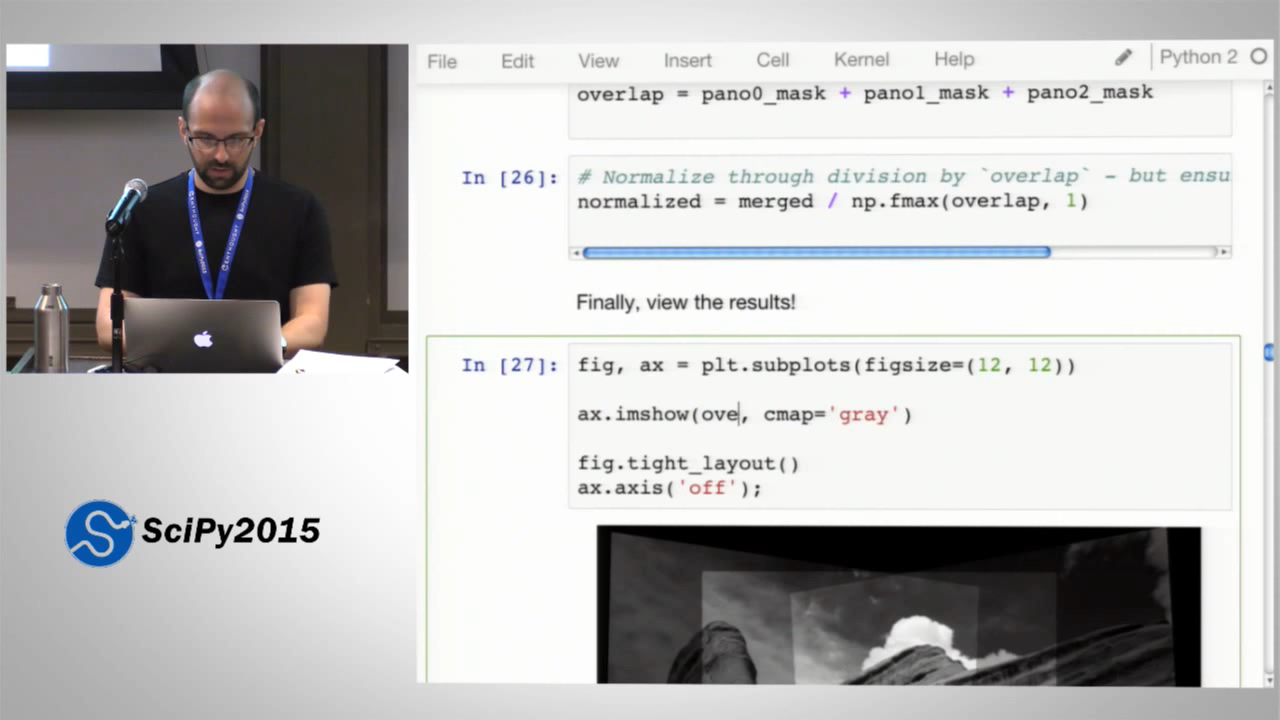 File Edit View Insert Cell Kernel Help Python 2
overlap = pano0_mask + pano1_mask + pano2_mask
In [26]:
# Normalize through division by `overlap` - but ensu
normalized = merged / np.fmax(overlap, 1)
Finally, view the results!
In [27]:
fig, ax = plt.subplots(figsize=(12, 12))
ax.imshow(ove, cmap='gray')
fig.tight_layout()
ax.axis('off');
SciPy2015
ENTHOUGHT